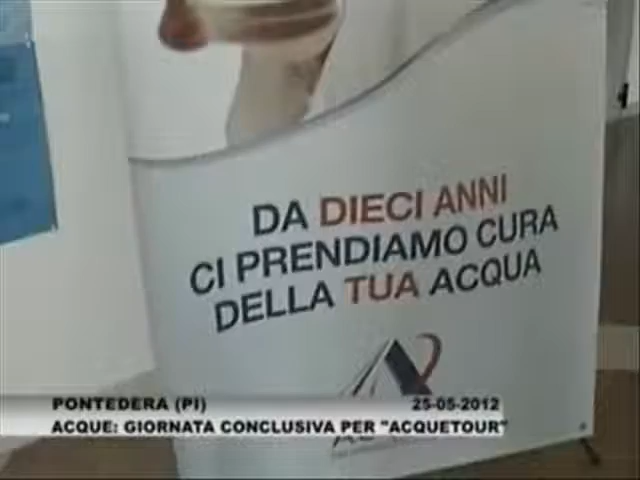 DA DIECI ANNI
CI PRENDIAMO CURA
DELLA TUA ACQUA
PONTEDERA (PI) 25-05-2012
ACQUE: GIORNATA CONCLUSIVA PER "ACQUETOUR"